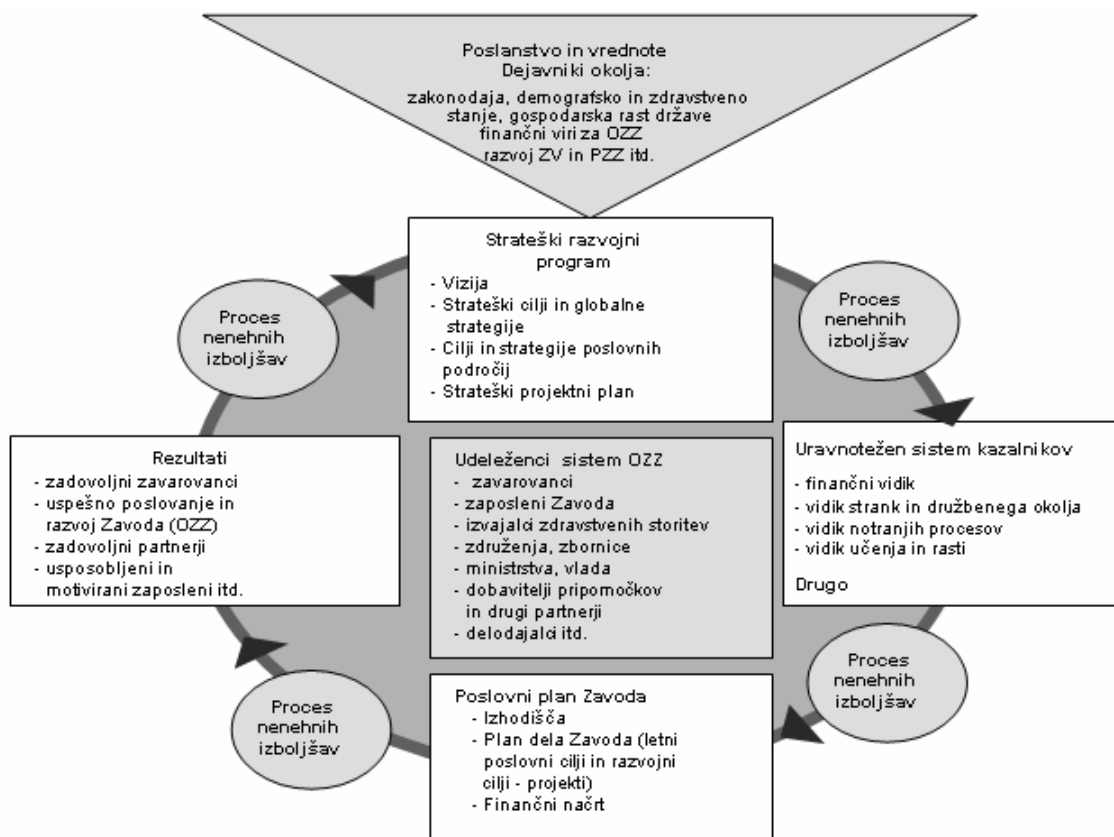 Poslanstvo in vrednote
Dejavniki okolja:
zakonodaja, demografsko in zdravstveno
stanje, gospodarska rast države
finančni viri za OZZ
razvoj ZV in PZZ itd.
Strateški razvojni
program
- Vizija
- Strateški cilji in globalne
strategije
- Cilji in strategije poslovnih
področij
- Strateški projektni plan
Proces
nenehnih
izboljšav
Proces
nenehnih
izboljšav
Rezultati
- zadovoljni zavarovanci
- uspešno poslovanje in
razvoj Zavoda (OZZ)
- zadovoljni partnerji
- usposobljeni in
motivirani zaposleni itd.
Udeleženci sistem OZZ
- zavarovanci
- zaposleni Zavoda
- izvajalci zdravstvenih storitev
- združenja, zbornice
- ministrstva, vlada
- dobavitelji pripomočkov
in drugi partnerji
- delodajalci itd.
Uravnotežen sistem kazalnikov
- finančni vidik
- vidik strank in družbenega okolja
- vidik notranjih procesov
- vidik učenja in rasti
Drugo
Proces
nenehnih
izboljšav
Proces
nenehnih
izboljšav
Poslovni plan Zavoda
- Izhodišča
- Plan dela Zavoda (letni
poslovni cilji in razvojni
cilji - projekti)
- Finančni načrt